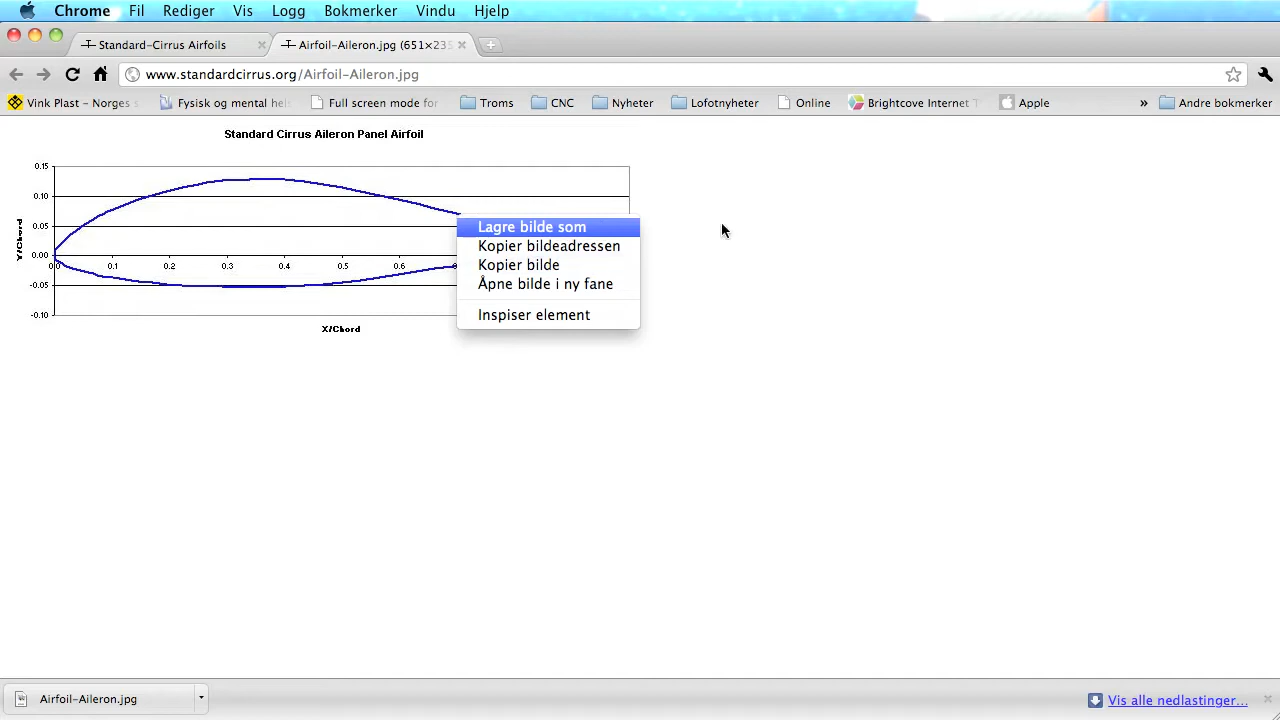 Chrome Fil Rediger Vis Logg Bokmerker Vindu Hjelp
Standard-Cirrus Airfoils
Airfoil-Aileron.jpg (651×235
www.standardcirrus.org/Airfoil-Aileron.jpg
Vink Plast - Norges Fysisk og mental Full screen mode for Troms CNC Nyheter Lofotnyheter Online Brightcove Internet Apple » Andre bokmerker
Standard Cirrus Aileron Panel Airfoil
0.15
0.10
0.05
0.00
-0.05
-0.10
Y/Chord
0.0 0.1 0.2 0.3 0.4 0.5 0.6
X/Chord
Lagre bilde som
Kopier bildeadressen
Kopier bilde
Åpne bilde i ny fane
Inspiser element
Airfoil-Aileron.jpg
Vis alle nedlastinger...